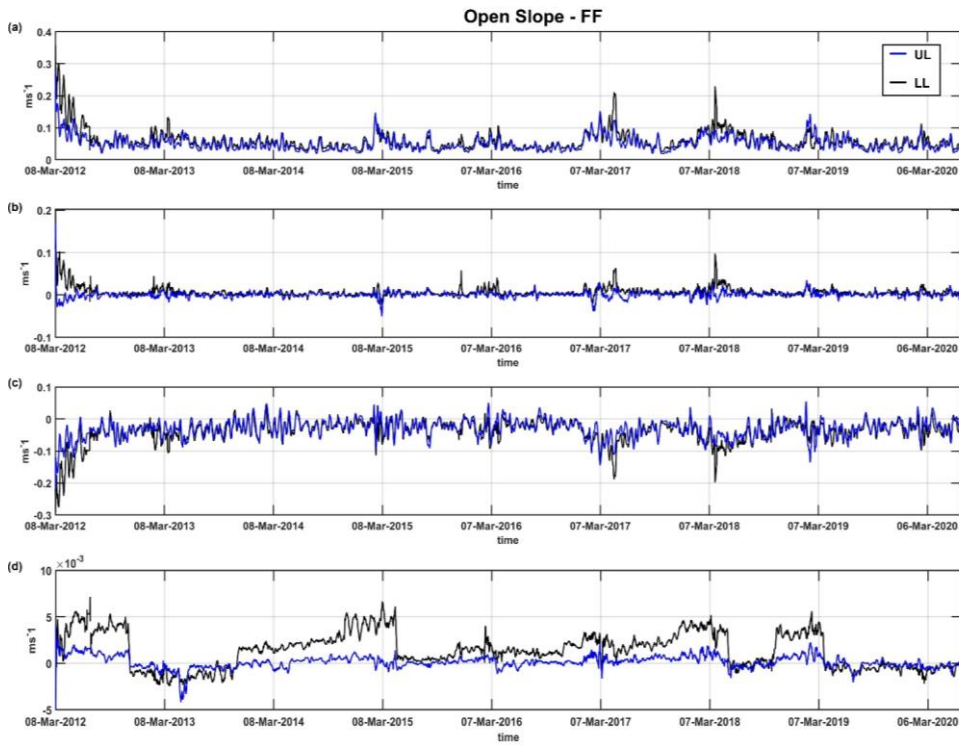 Open Slope - FF
(a)
0.4
0.3
0.2
0.1
0
ms^-1
UL
LL
08-Mar-2012 08-Mar-2013 08-Mar-2014 08-Mar-2015 07-Mar-2016 07-Mar-2017 07-Mar-2018 07-Mar-2019 06-Mar-2020
time
(b)
0.2
0.1
0
-0.1
ms^-1
08-Mar-2012 08-Mar-2013 08-Mar-2014 08-Mar-2015 07-Mar-2016 07-Mar-2017 07-Mar-2018 07-Mar-2019 06-Mar-2020
time
(c)
0.1
0
-0.1
-0.2
-0.3
ms^-1
08-Mar-2012 08-Mar-2013 08-Mar-2014 08-Mar-2015 07-Mar-2016 07-Mar-2017 07-Mar-2018 07-Mar-2019 06-Mar-2020
time
(d)
×10^-3
10
5
0
-5
ms^-1
08-Mar-2012 08-Mar-2013 08-Mar-2014 08-Mar-2015 07-Mar-2016 07-Mar-2017 07-Mar-2018 07-Mar-2019 06-Mar-2020
time